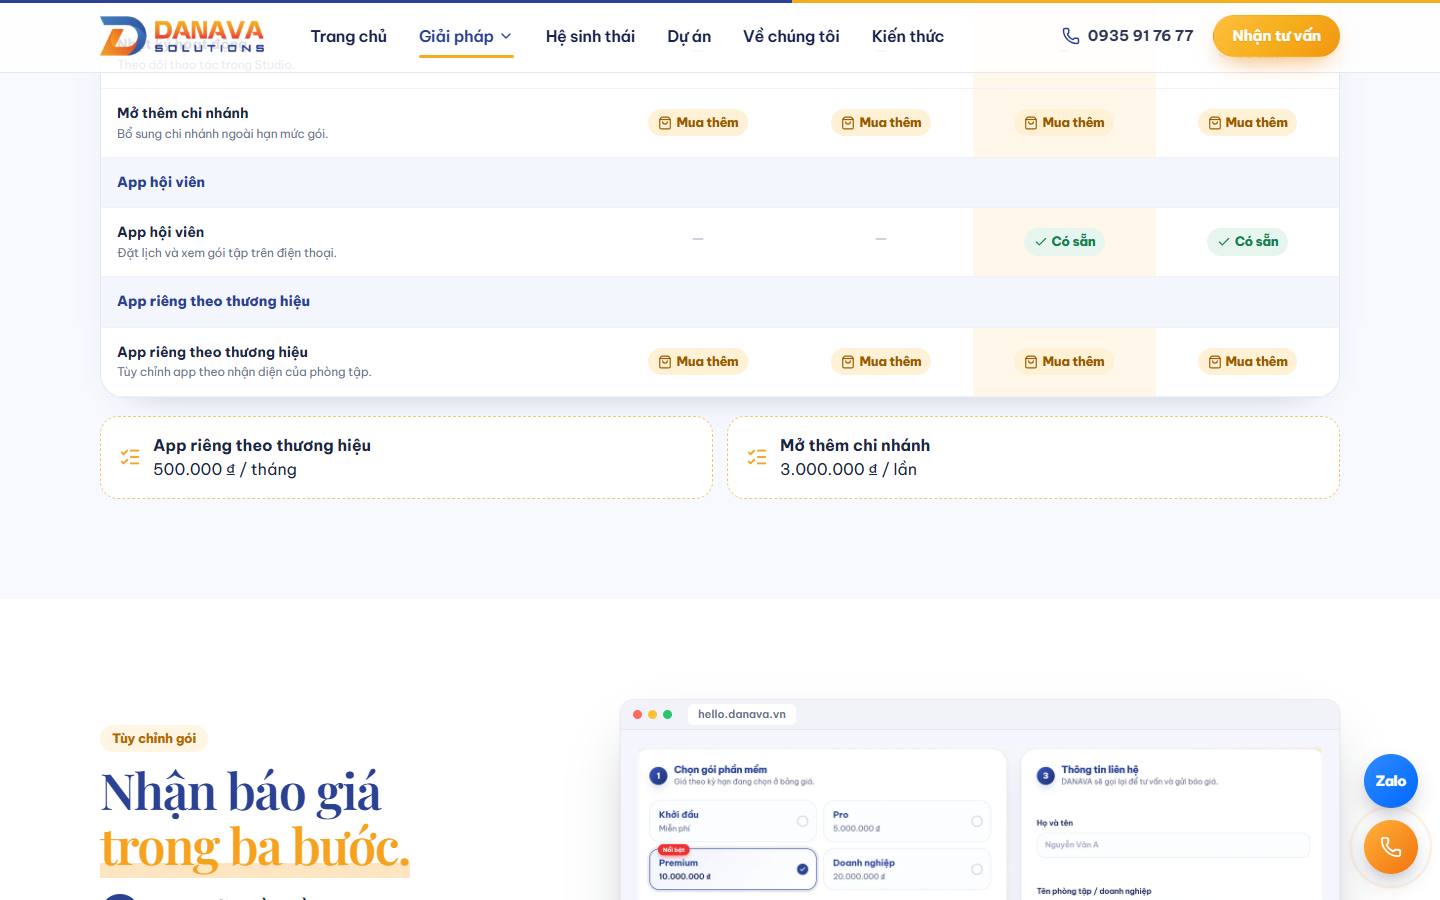 DANAVA
SOLUTIONS
Trang chủ
Giải pháp
Hệ sinh thái
Dự án
Về chúng tôi
Kiến thức
0935 91 76 77
Nhận tư vấn
Theo dõi thao tác trong Studio.
Mở thêm chi nhánh
Bổ sung chi nhánh ngoài hạn mức gói.
Mua thêm
Mua thêm
Mua thêm
Mua thêm
App hội viên
App hội viên
Đặt lịch và xem gói tập trên điện thoại.
—
—
Có sẵn
Có sẵn
App riêng theo thương hiệu
App riêng theo thương hiệu
Tùy chỉnh app theo nhận diện của phòng tập.
Mua thêm
Mua thêm
Mua thêm
Mua thêm
App riêng theo thương hiệu
500.000 ₫ / tháng
Mở thêm chi nhánh
3.000.000 ₫ / lần
Tùy chỉnh gói
Nhận báo giá
trong ba bước.
hello.danava.vn
1
Chọn gói phần mềm
Giá theo kỳ hạn đang chọn ở bảng giá.
Khởi đầu
Miễn phí
Pro
5.000.000 ₫
Nổi bật
Premium
10.000.000 ₫
Doanh nghiệp
20.000.000 ₫
3
Thông tin liên hệ
DANAVA sẽ gọi lại để tư vấn và gửi báo giá.
Họ và tên
Nguyễn Văn A
Tên phòng tập / doanh nghiệp
Zalo